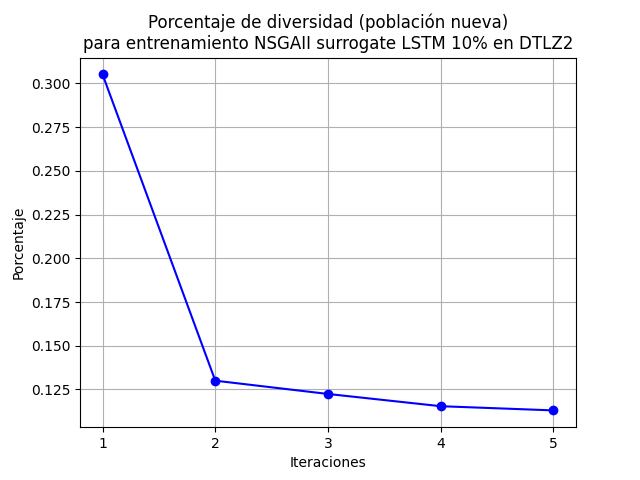 Porcentaje de diversidad (población nueva)
para entrenamiento NSGAII surrogate LSTM 10% en DTLZ2
0.300
0.275
0.250
0.225
0.200
0.175
0.150
0.125
Porcentaje
1 2 3 4 5
Iteraciones